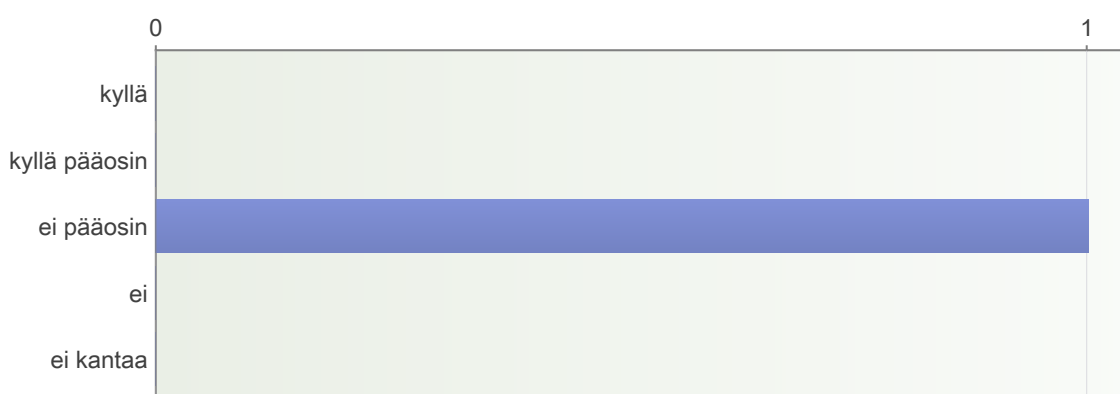 0 1
kyllä
kyllä pääosin
ei pääosin
ei
ei kantaa